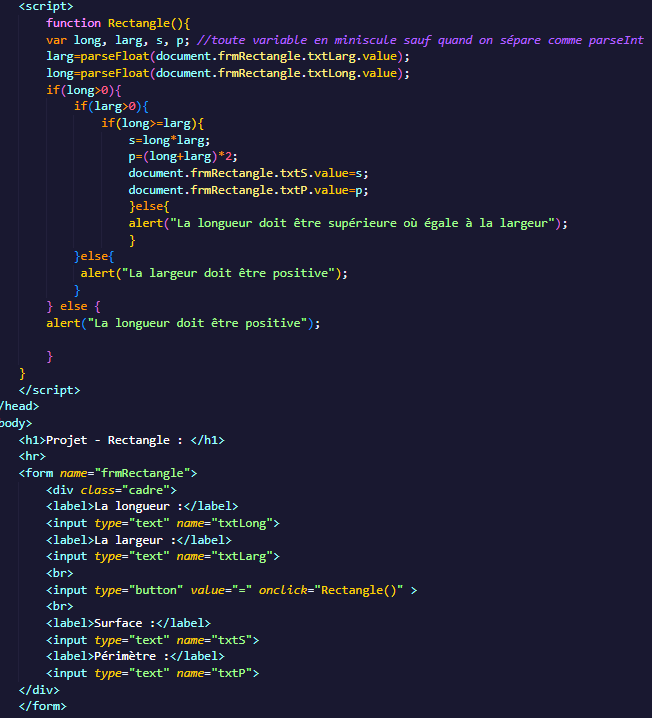 <script>
function Rectangle(){
var long, larg, s, p; //toute variable en miniscule sauf quand on sépare comme parseInt
larg=parseFloat(document.frmRectangle.txtLarg.value);
long=parseFloat(document.frmRectangle.txtLong.value);
if(long>0){
if(larg>0){
if(long>=larg){
s=long*larg;
p=(long+larg)*2;
document.frmRectangle.txtS.value=s;
document.frmRectangle.txtP.value=p;
}else{
alert("La longueur doit être supérieure où égale à la largeur");
}
}else{
alert("La largeur doit être positive");
}
} else {
alert("La longueur doit être positive");
}
}
</script>
/head>
body>
<h1>Projet - Rectangle : </h1>
<hr>
<form name="frmRectangle">
<div class="cadre">
<label>La longueur :</label>
<input type="text" name="txtLong">
<label>La largeur :</label>
<input type="text" name="txtLarg">
<br>
<input type="button" value="=" onclick="Rectangle()" >
<br>
<label>Surface :</label>
<input type="text" name="txtS">
<label>Périmètre :</label>
<input type="text" name="txtP">
</div>
</form>